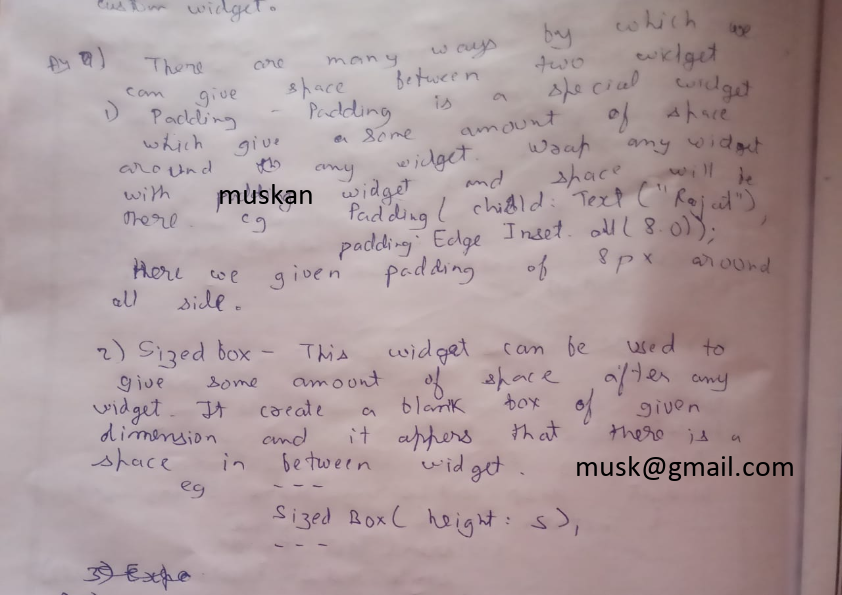 custom widget.
a) There are many ways by which we
can give space between two widget
1) Padding - Padding is a special widget
which give a some amount of space
around any widget. Wrap any widget
with muskan widget and space will be
there. eg Padding( child: Text ("Rajat"),
padding: Edge Inset. all( 8.0));
Here we given padding of 8px around
all side.
2) Sized box - This widget can be used to
give some amount of space after any
widget. It create a blank box of given
dimension and it appers that there is a
space in between widget.
musk@gmail.com
eg - - -
Sized Box( height: 5),
- - -